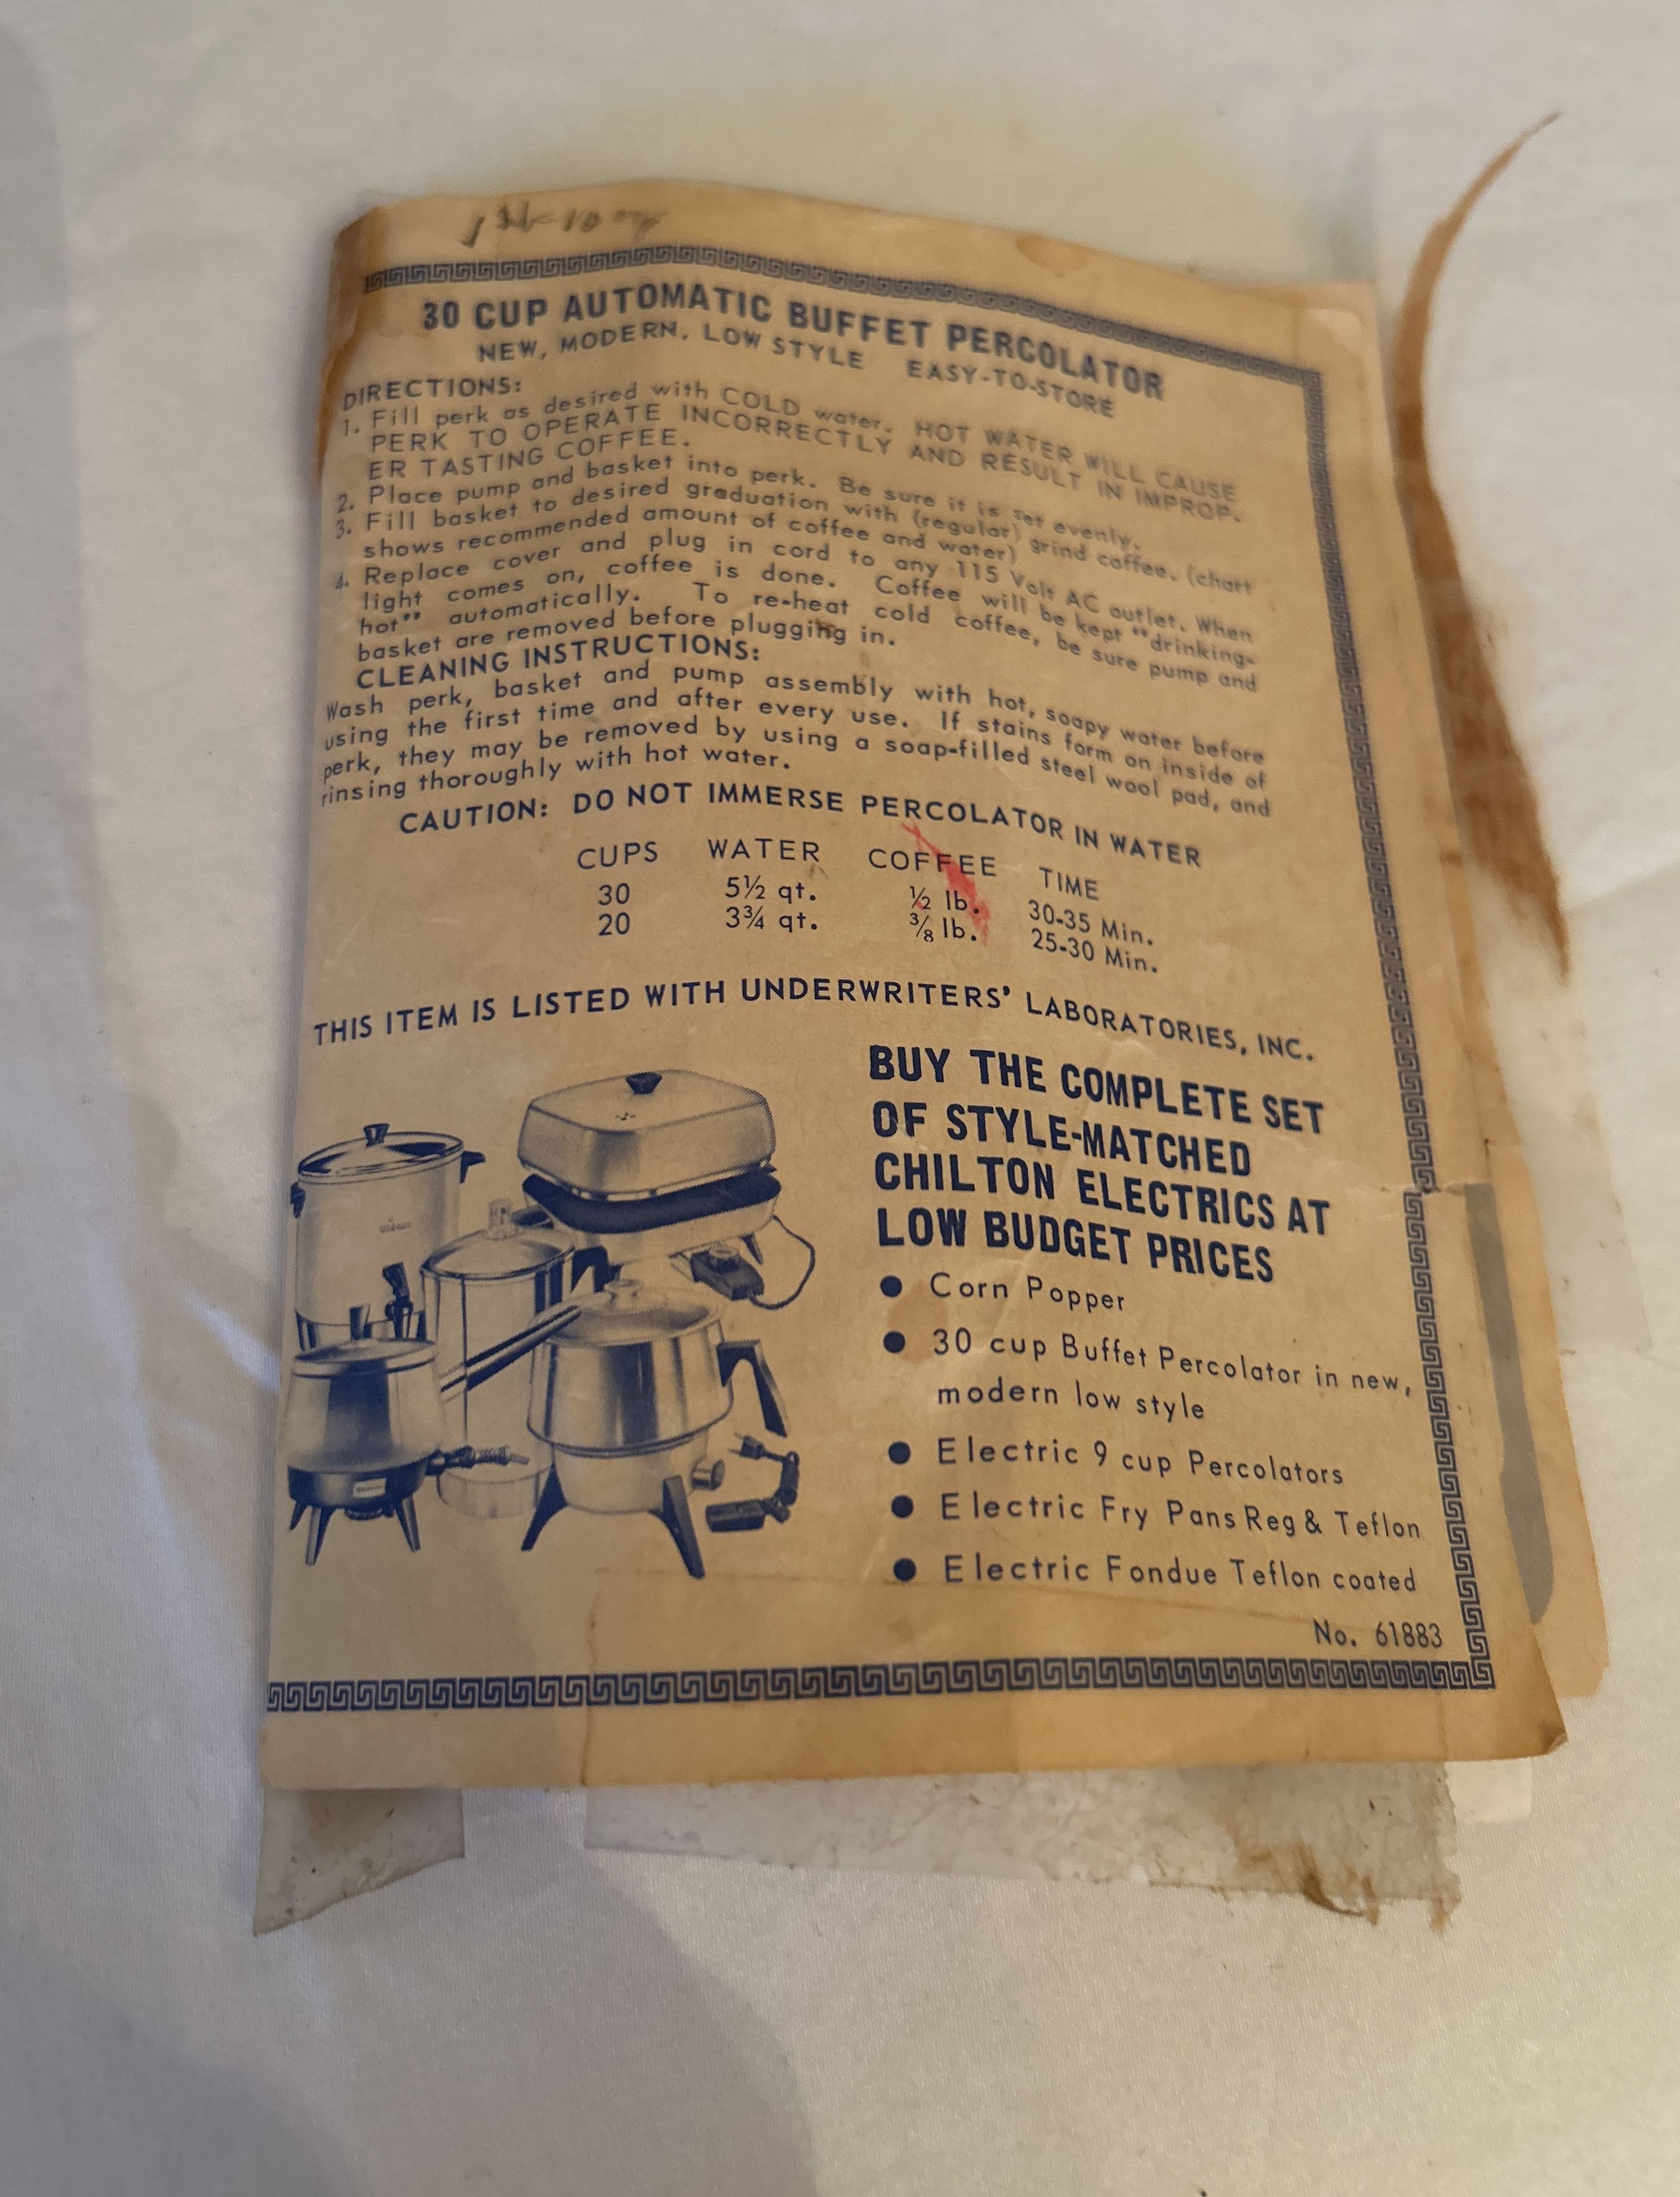 30 CUP AUTOMATIC BUFFET PERCOLATOR
NEW, MODERN, LOW STYLE EASY-TO-STORE
DIRECTIONS:
1. Fill perk as desired with COLD water. HOT WATER WILL CAUSE
PERK TO OPERATE INCORRECTLY AND RESULT IN IMPROP-
ER TASTING COFFEE.
2. Place pump and basket into perk. Be sure it is set evenly.
3. Fill basket to desired graduation with (regular) grind coffee. (chart
shows recommended amount of coffee and water)
4. Replace cover and plug in cord to any 115 Volt AC outlet. When
light comes on, coffee is done. Coffee will be kept **drinking-
hot** automatically. To re-heat cold coffee, be sure pump and
basket are removed before plugging in.
CLEANING INSTRUCTIONS:
Wash perk, basket and pump assembly with hot, soapy water before
using the first time and after every use. If stains form on inside of
perk, they may be removed by using a soap-filled steel wool pad, and
rinsing thoroughly with hot water.
CAUTION: DO NOT IMMERSE PERCOLATOR IN WATER
CUPS WATER COFFEE TIME
30 5½ qt. ½ lb. 30-35 Min.
20 3¾ qt. ⅜ lb. 25-30 Min.
THIS ITEM IS LISTED WITH UNDERWRITERS' LABORATORIES, INC.
BUY THE COMPLETE SET
OF STYLE-MATCHED
CHILTON ELECTRICS AT
LOW BUDGET PRICES
● Corn Popper
● 30 cup Buffet Percolator in new,
modern low style
● Electric 9 cup Percolators
● Electric Fry Pans Reg & Teflon
● Electric Fondue Teflon coated
No. 61883